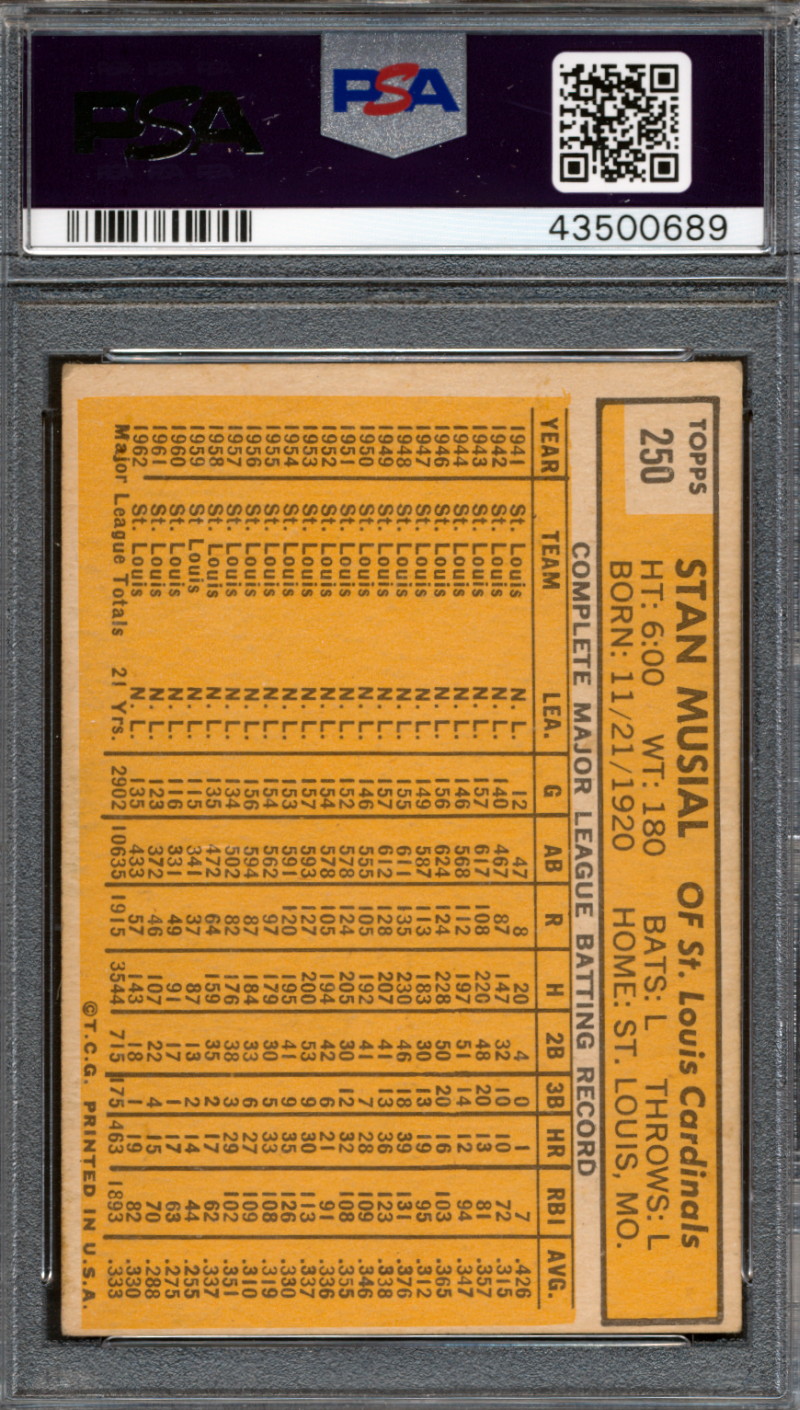 PSA
PSA
43500689
TOPPS
250
STAN MUSIAL OF St. Louis Cardinals
HT: 6:00 WT: 180 BATS: L THROWS: L
BORN: 11/21/1920 HOME: ST. LOUIS, MO.
COMPLETE MAJOR LEAGUE BATTING RECORD
YEAR TEAM LEA. G AB R H 2B 3B HR RBI AVG.
1941 St. Louis N. L. 12 47 8 20 4 0 1 7 .426
1942 St. Louis N. L. 140 467 87 147 32 10 10 72 .315
1943 St. Louis N. L. 157 617 108 220 48 20 13 81 .357
1944 St. Louis N. L. 146 568 112 197 51 14 12 94 .347
1946 St. Louis N. L. 156 624 124 228 50 20 16 103 .365
1947 St. Louis N. L. 149 587 113 183 30 13 19 95 .312
1948 St. Louis N. L. 155 611 135 230 46 18 39 131 .376
1949 St. Louis N. L. 157 612 128 207 41 13 36 123 .338
1950 St. Louis N. L. 146 555 105 192 41 7 28 109 .346
1951 St. Louis N. L. 152 578 124 205 30 12 32 108 .355
1952 St. Louis N. L. 154 578 105 194 42 6 21 91 .336
1953 St. Louis N. L. 157 593 127 200 53 9 30 113 .337
1954 St. Louis N. L. 153 591 120 195 41 9 35 126 .330
1955 St. Louis N. L. 154 562 97 179 30 5 33 108 .319
1956 St. Louis N. L. 156 594 87 184 33 6 27 109 .310
1957 St. Louis N. L. 134 502 82 176 38 3 29 102 .351
1958 St. Louis N. L. 135 472 64 159 35 2 17 62 .337
1959 St Louis N. L. 115 341 37 87 13 2 14 44 .255
1960 St. Louis N. L. 116 331 49 91 17 1 17 63 .275
1961 St. Louis N. L. 123 372 46 107 22 4 15 70 .288
1962 St. Louis N. L. 135 433 57 143 18 1 19 82 .330
Major League Totals 21 Yrs. 2902 10635 1915 3544 715 175 463 1893 .333
©T.C.G. PRINTED IN U.S.A.